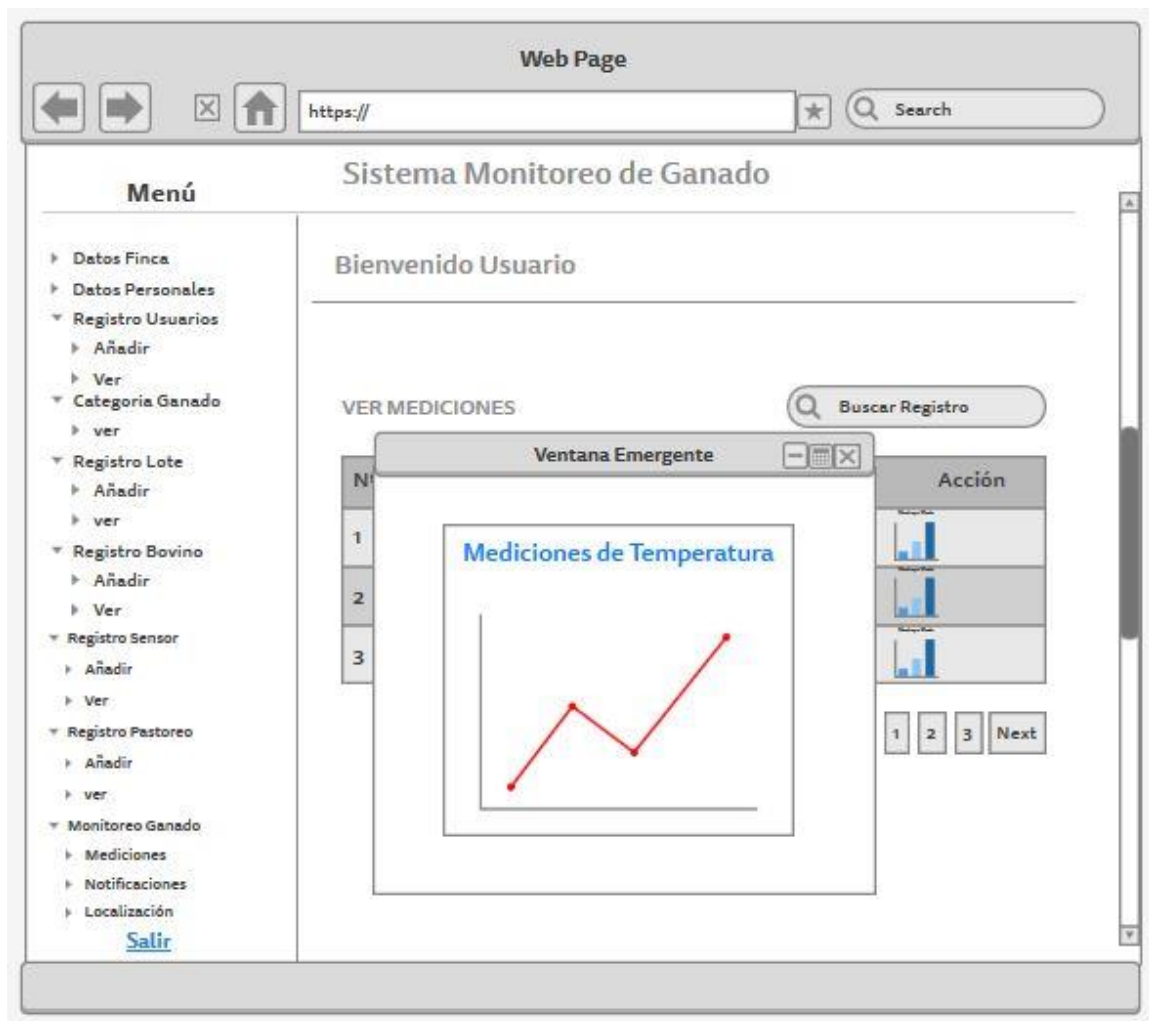 Web Page
https://
Search
Menú
Sistema Monitoreo de Ganado
Datos Finca
Datos Personales
Registro Usuarios
Añadir
Ver
Categoria Ganado
ver
Registro Lote
Añadir
ver
Registro Bovino
Añadir
Ver
Registro Sensor
Añadir
Ver
Registro Pastoreo
Añadir
ver
Monitoreo Ganado
Mediciones
Notificaciones
Localización
Salir
Bienvenido Usuario
VER MEDICIONES
Buscar Registro
Acción
1
2
3
Ventana Emergente
Mediciones de Temperatura
1 2 3 Next